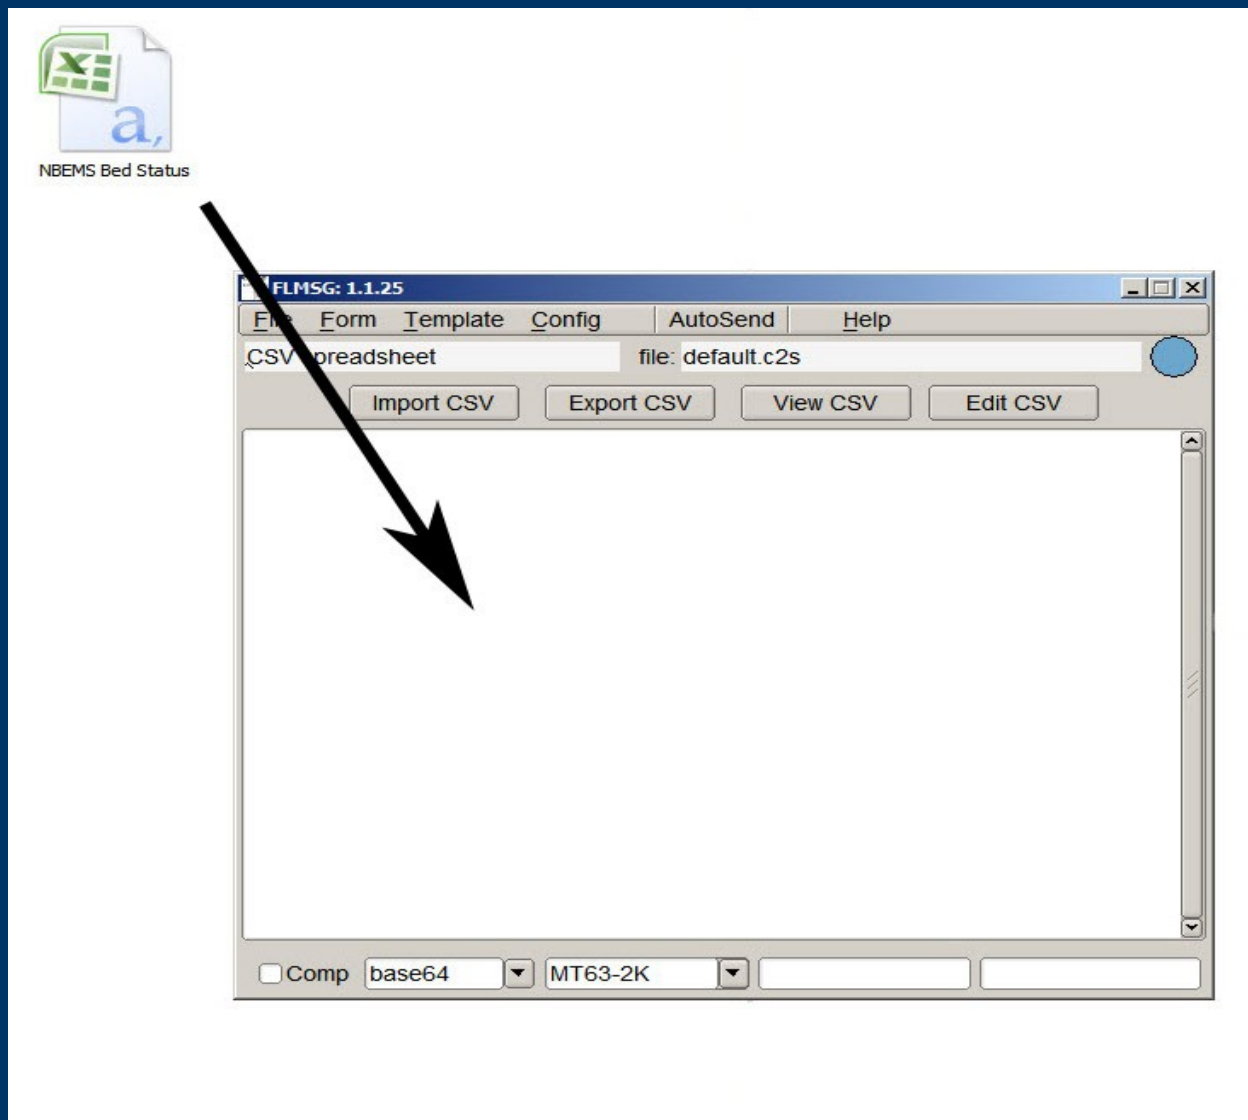 a,
NBEMS Bed Status
FLMSG: 1.1.25
Form Template Config AutoSend Help
CSV file: default.c2s
Import CSV Export CSV View CSV Edit CSV
Comp base64 MT63-2K